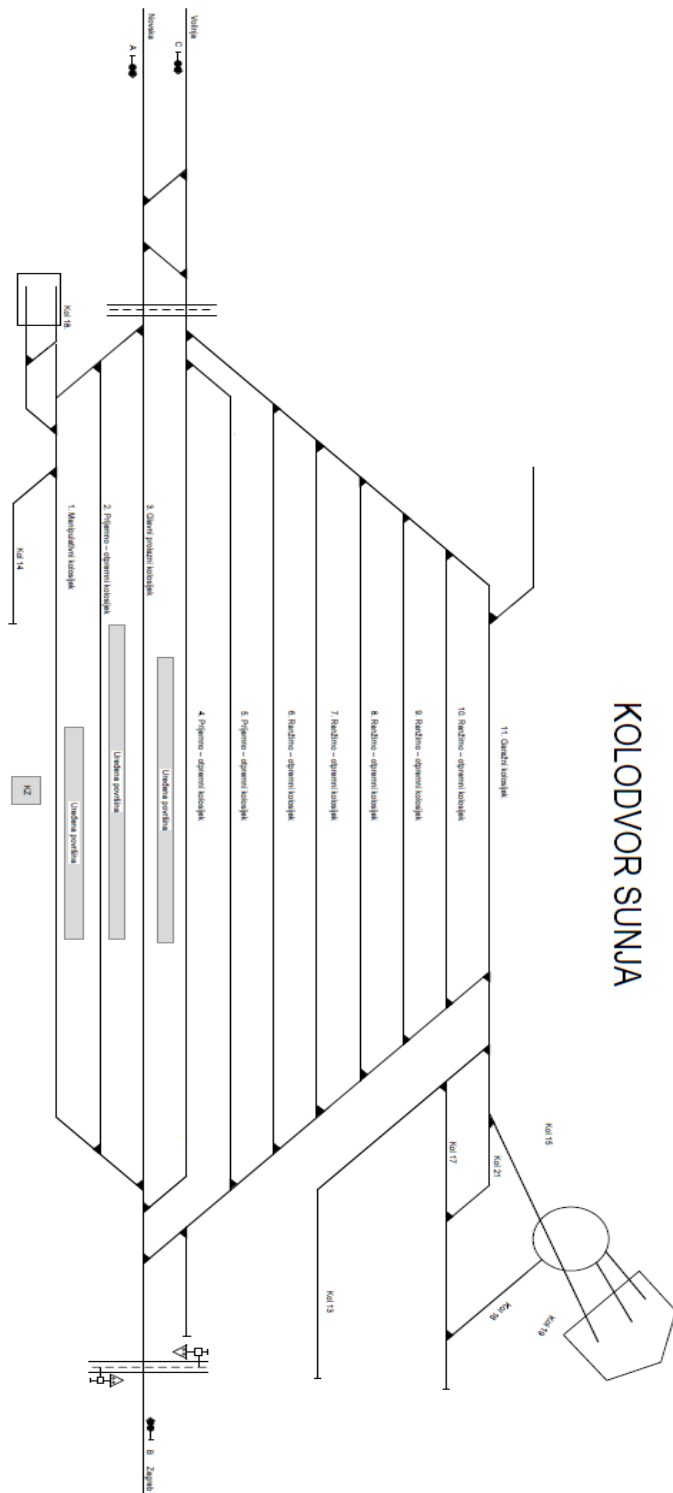 KOLODVOR SUNJA
Novska
Volinja
A
C
Kol 18.
Kol 14
1. Manipulativni kolosijek
2. Prijemno – otpremni kolosijek
3. Glavni prolazni kolosijek
4. Prijemno – otpremni kolosijek
5. Prijemno – otpremni kolosijek
6. Ranžirno – otpremni kolosijek
7. Ranžirno – otpremni kolosijek
8. Ranžirno – otpremni kolosijek
9. Ranžirno – otpremni kolosijek
10. Ranžirno – otpremni kolosijek
11. Garažni kolosijek
Uređena površina
Uređena površina
Uređena površina
KZ
Kol 15
Kol 21
Kol 17
Kol 16
Kol 19
Kol 13
B
Zagreb